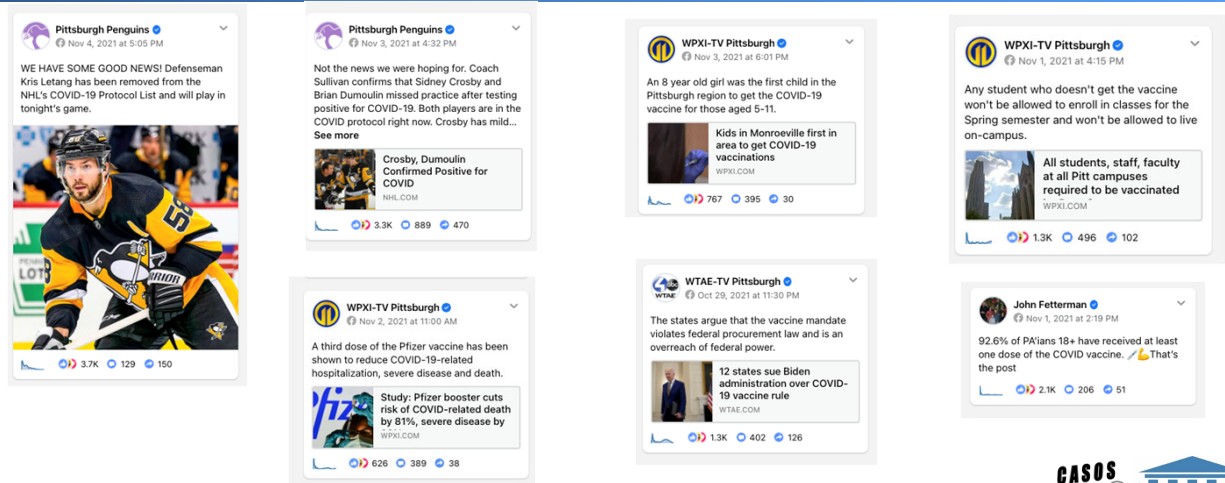 Pittsburgh Penguins
Nov 4, 2021 at 5:05 PM
WE HAVE SOME GOOD NEWS! Defenseman
Kris Letang has been removed from the
NHL's COVID-19 Protocol List and will play in
tonight's game.
58
WARRIOR
LOT
3.7K 129 150
Pittsburgh Penguins
Nov 3, 2021 at 4:32 PM
Not the news we were hoping for. Coach
Sullivan confirms that Sidney Crosby and
Brian Dumoulin missed practice after testing
positive for COVID-19. Both players are in the
COVID protocol right now. Crosby has mild...
See more
Crosby, Dumoulin
Confirmed Positive for
COVID
NHL.COM
3.3K 889 470
WPXI-TV Pittsburgh
Nov 2, 2021 at 11:00 AM
A third dose of the Pfizer vaccine has been
shown to reduce COVID-19-related
hospitalization, severe disease and death.
Pfiz
Study: Pfizer booster cuts
risk of COVID-related death
by 81%, severe disease by
WPXI.COM
626 389 38
WPXI-TV Pittsburgh
Nov 3, 2021 at 6:01 PM
An 8 year old girl was the first child in the
Pittsburgh region to get the COVID-19
vaccine for those aged 5-11.
Kids in Monroeville first in
area to get COVID-19
vaccinations
WPXI.COM
767 395 30
4 abc
WTAE
WTAE-TV Pittsburgh
Oct 29, 2021 at 11:30 PM
The states argue that the vaccine mandate
violates federal procurement law and is an
overreach of federal power.
12 states sue Biden
administration over COVID-
19 vaccine rule
WTAE.COM
1.3K 402 126
WPXI-TV Pittsburgh
Nov 1, 2021 at 4:15 PM
Any student who doesn't get the vaccine
won't be allowed to enroll in classes for the
Spring semester and won't be allowed to live
on-campus.
All students, staff, faculty
at all Pitt campuses
required to be vaccinated
WPXI.COM
1.3K 496 102
John Fetterman
Nov 1, 2021 at 2:19 PM
92.6% of PA'ians 18+ have received at least
one dose of the COVID vaccine. 💉💪That's
the post
2.1K 206 51
CASOS